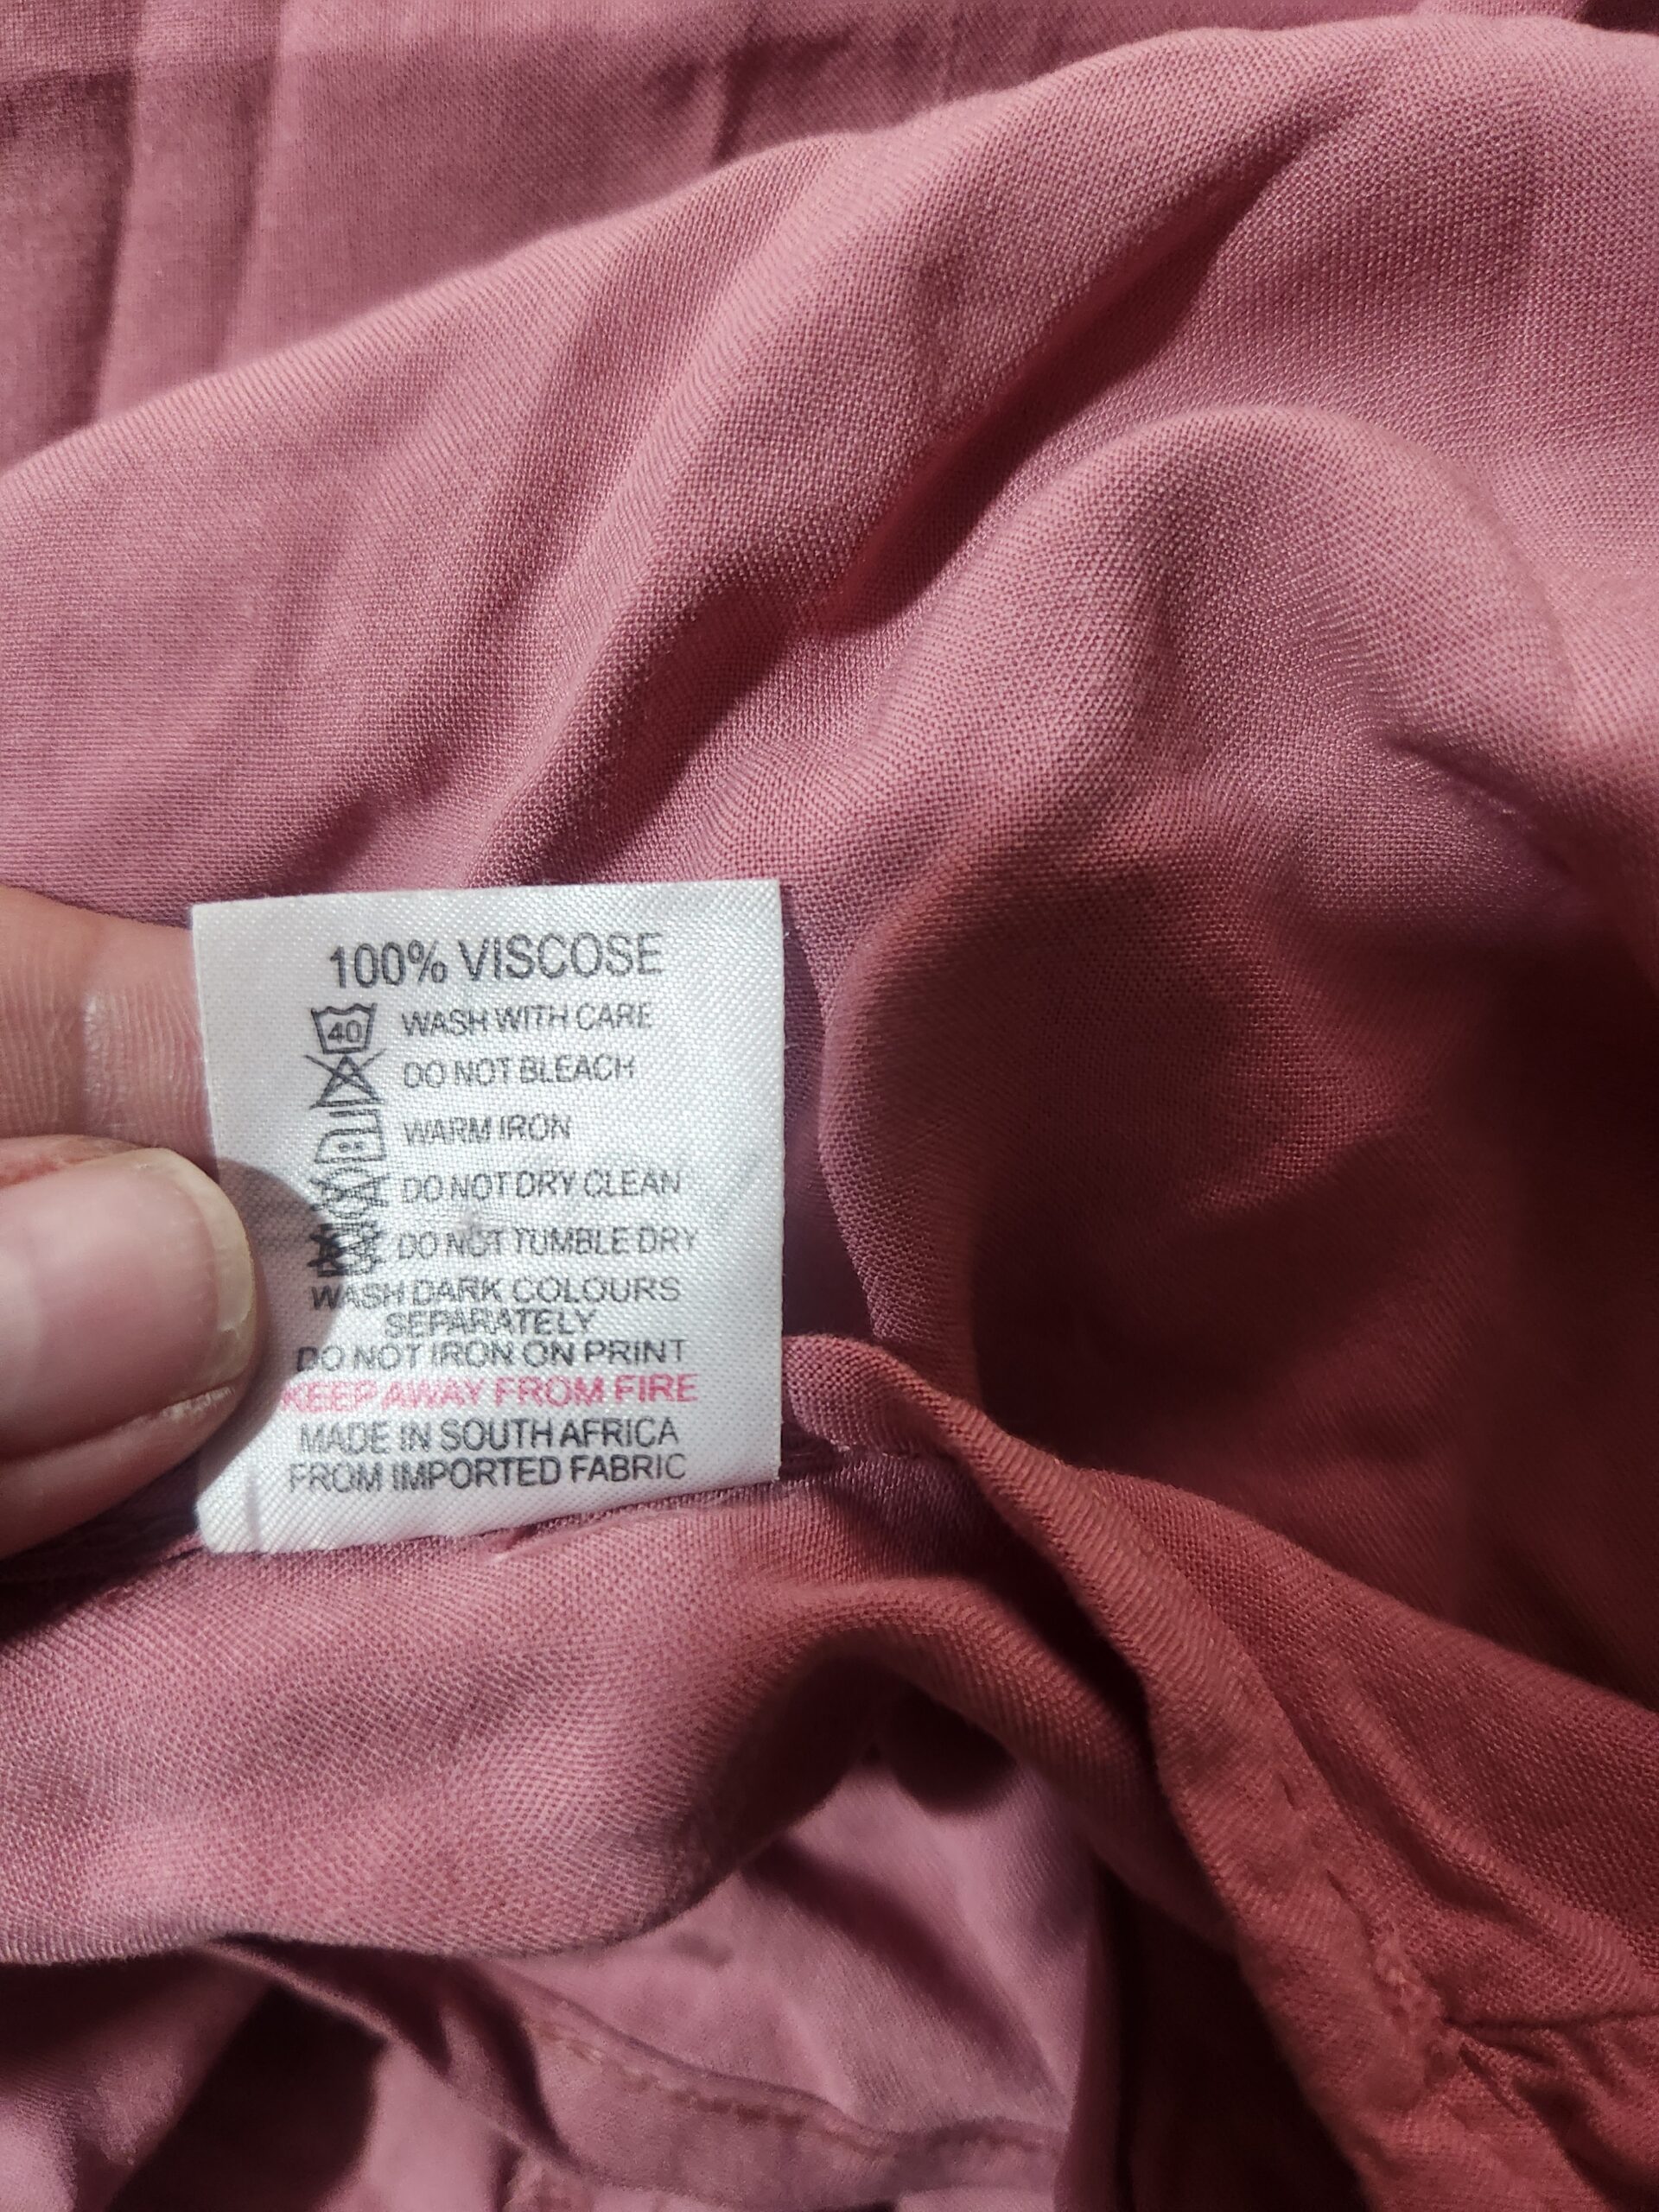 100% VISCOSE
40 WASH WITH CARE
DO NOT BLEACH
WARM IRON
DO NOT DRY CLEAN
DO NOT TUMBLE DRY
WASH DARK COLOURS
SEPARATELY
DO NOT IRON ON PRINT
KEEP AWAY FROM FIRE
MADE IN SOUTH AFRICA
FROM IMPORTED FABRIC